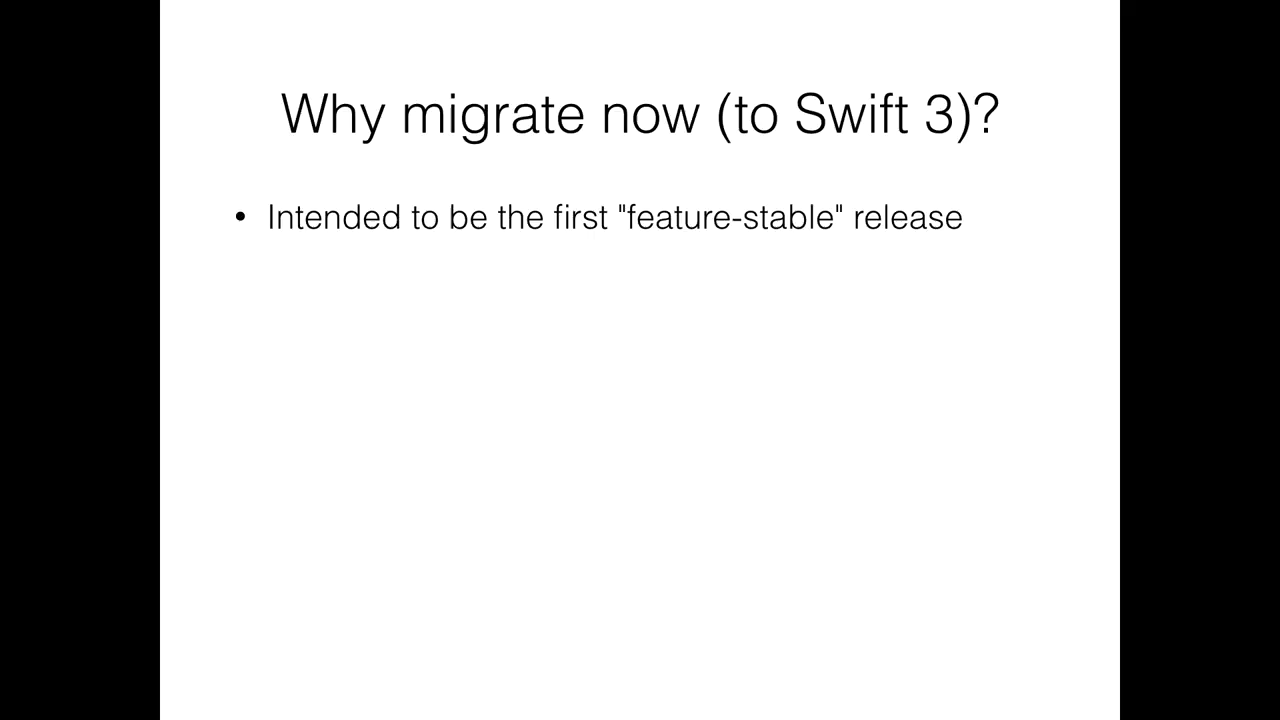 Why migrate now (to Swift 3)?
• Intended to be the first "feature-stable" release